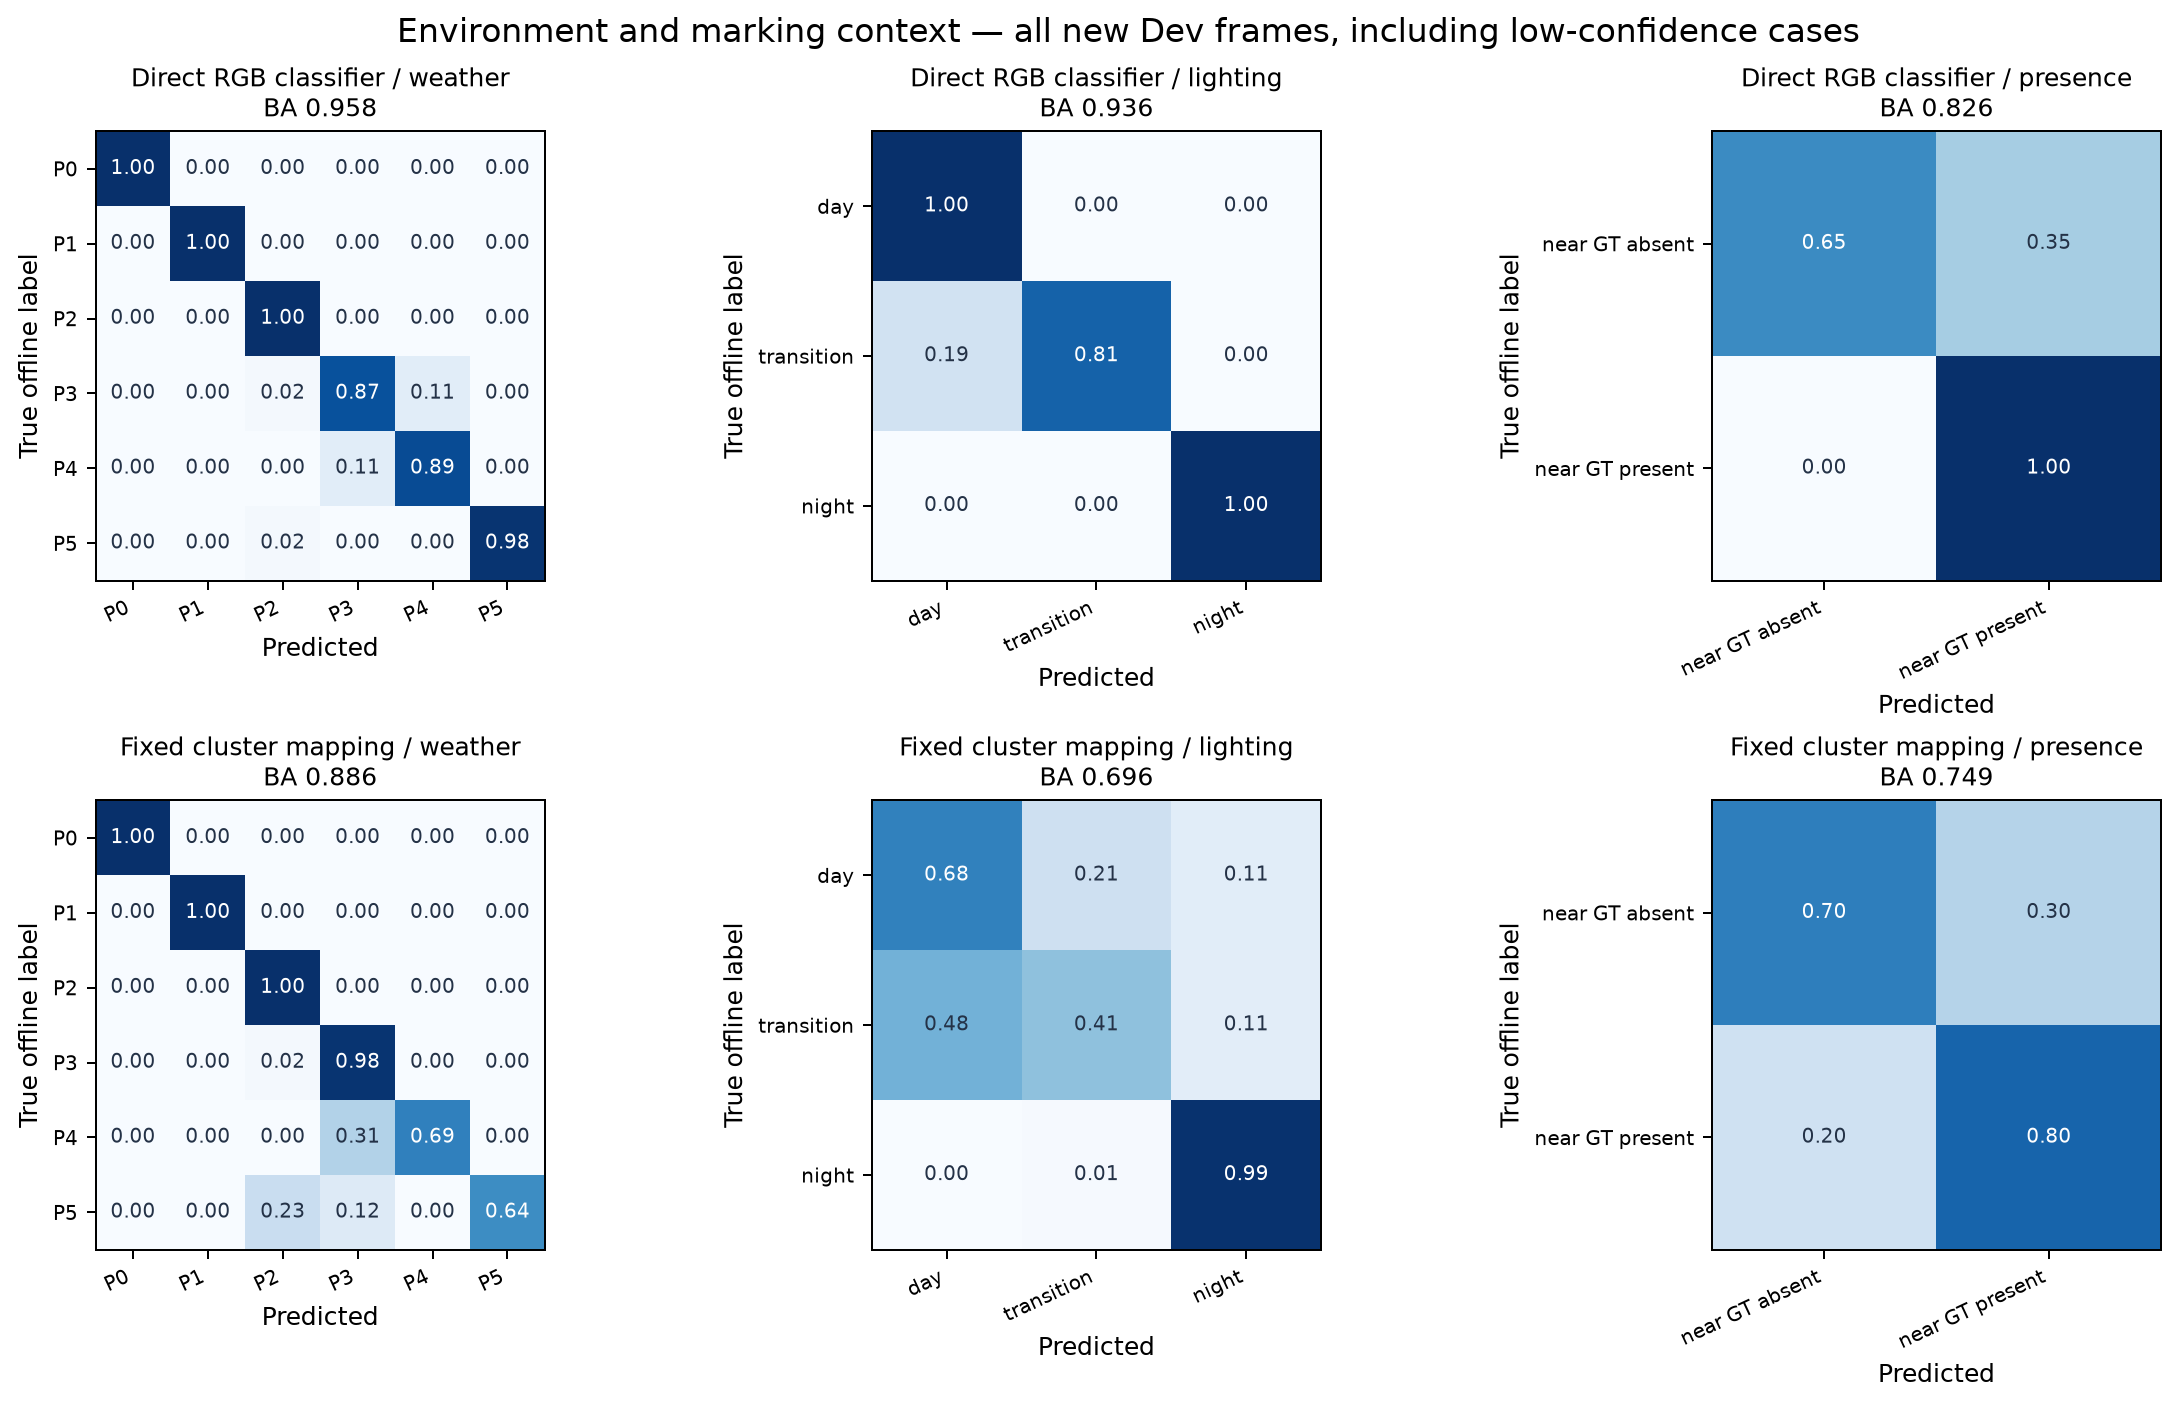 Environment and marking context — all new Dev frames, including low-confidence cases
Direct RGB classifier / weather
BA 0.958
True offline label
P0 1.00 0.00 0.00 0.00 0.00 0.00
P1 0.00 1.00 0.00 0.00 0.00 0.00
P2 0.00 0.00 1.00 0.00 0.00 0.00
P3 0.00 0.00 0.02 0.87 0.11 0.00
P4 0.00 0.00 0.00 0.11 0.89 0.00
P5 0.00 0.00 0.02 0.00 0.00 0.98
P0 P1 P2 P3 P4 P5
Predicted
Direct RGB classifier / lighting
BA 0.936
True offline label
day 1.00 0.00 0.00
transition 0.19 0.81 0.00
night 0.00 0.00 1.00
day transition night
Predicted
Direct RGB classifier / presence
BA 0.826
True offline label
near GT absent 0.65 0.35
near GT present 0.00 1.00
near GT absent near GT present
Predicted
Fixed cluster mapping / weather
BA 0.886
True offline label
P0 1.00 0.00 0.00 0.00 0.00 0.00
P1 0.00 1.00 0.00 0.00 0.00 0.00
P2 0.00 0.00 1.00 0.00 0.00 0.00
P3 0.00 0.00 0.02 0.98 0.00 0.00
P4 0.00 0.00 0.00 0.31 0.69 0.00
P5 0.00 0.00 0.23 0.12 0.00 0.64
P0 P1 P2 P3 P4 P5
Predicted
Fixed cluster mapping / lighting
BA 0.696
True offline label
day 0.68 0.21 0.11
transition 0.48 0.41 0.11
night 0.00 0.01 0.99
day transition night
Predicted
Fixed cluster mapping / presence
BA 0.749
True offline label
near GT absent 0.70 0.30
near GT present 0.20 0.80
near GT absent near GT present
Predicted